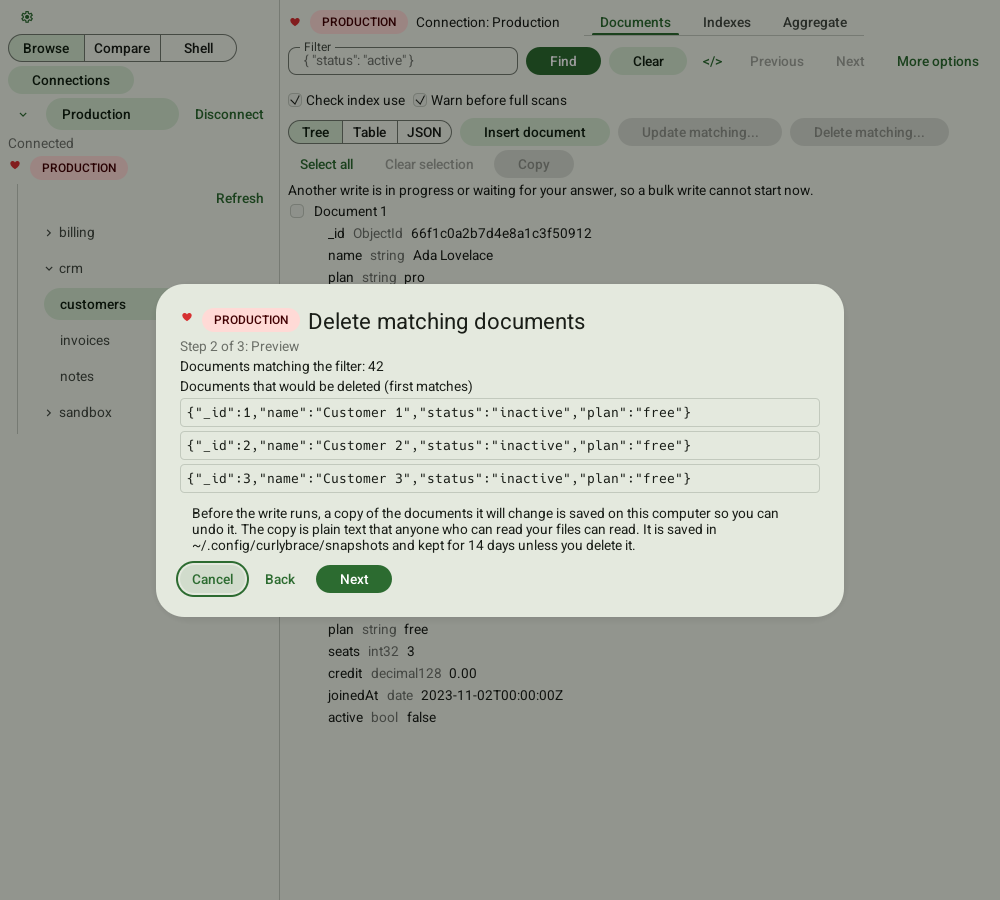 Browse
Compare
Shell
Connections
Production
Disconnect
Connected
PRODUCTION
Refresh
billing
crm
customers
invoices
notes
sandbox
PRODUCTION
Connection: Production
Documents
Indexes
Aggregate
Filter
{ "status": "active" }
Find
Clear
</>
Previous
Next
More options
Check index use
Warn before full scans
Tree
Table
JSON
Insert document
Update matching...
Delete matching...
Select all
Clear selection
Copy
Another write is in progress or waiting for your answer, so a bulk write cannot start now.
Document 1
_id ObjectId 66f1c0a2b7d4e8a1c3f50912
name string Ada Lovelace
plan string pro
PRODUCTION
Delete matching documents
Step 2 of 3: Preview
Documents matching the filter: 42
Documents that would be deleted (first matches)
{"_id":1,"name":"Customer 1","status":"inactive","plan":"free"}
{"_id":2,"name":"Customer 2","status":"inactive","plan":"free"}
{"_id":3,"name":"Customer 3","status":"inactive","plan":"free"}
Before the write runs, a copy of the documents it will change is saved on this computer so you can
undo it. The copy is plain text that anyone who can read your files can read. It is saved in
~/.config/curlybrace/snapshots and kept for 14 days unless you delete it.
Cancel
Back
Next
plan string free
seats int32 3
credit decimal128 0.00
joinedAt date 2023-11-02T00:00:00Z
active bool false